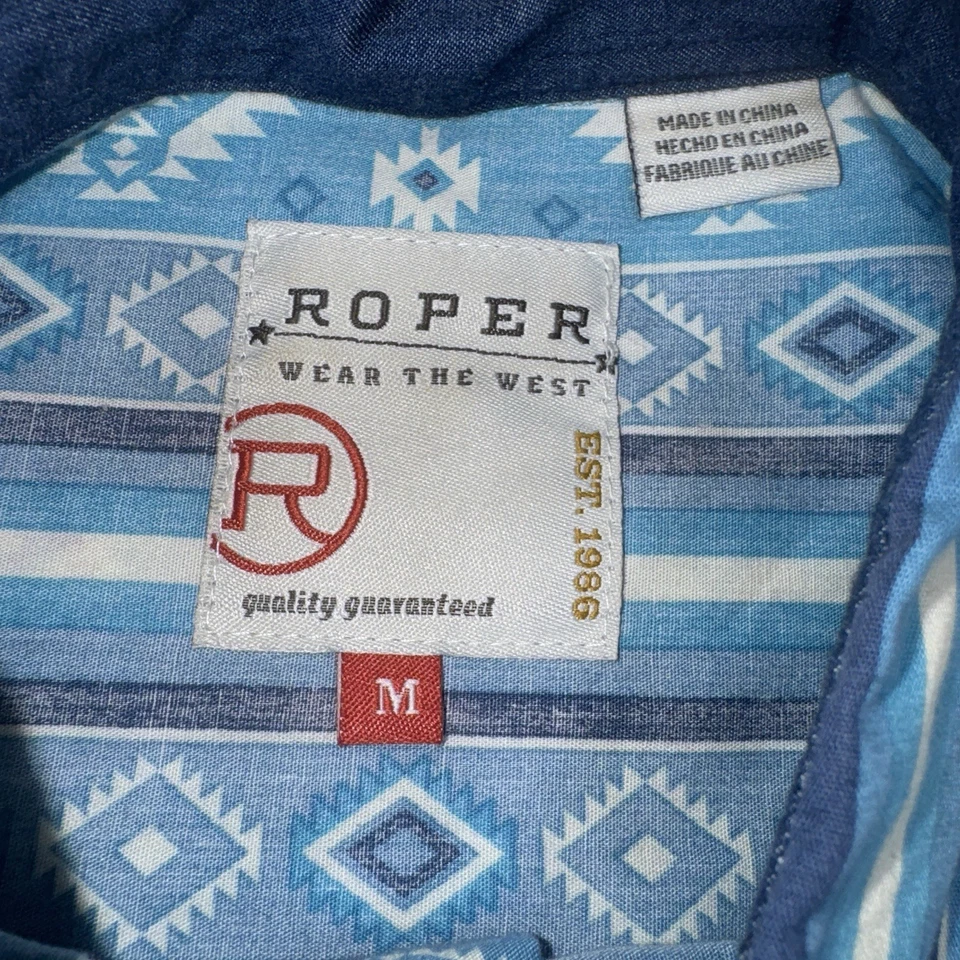 MADE IN CHINA
HECHO EN CHINA
FABRIQUE AU CHINE
ROPER
WEAR THE WEST
R
EST. 1986
quality guaranteed
M